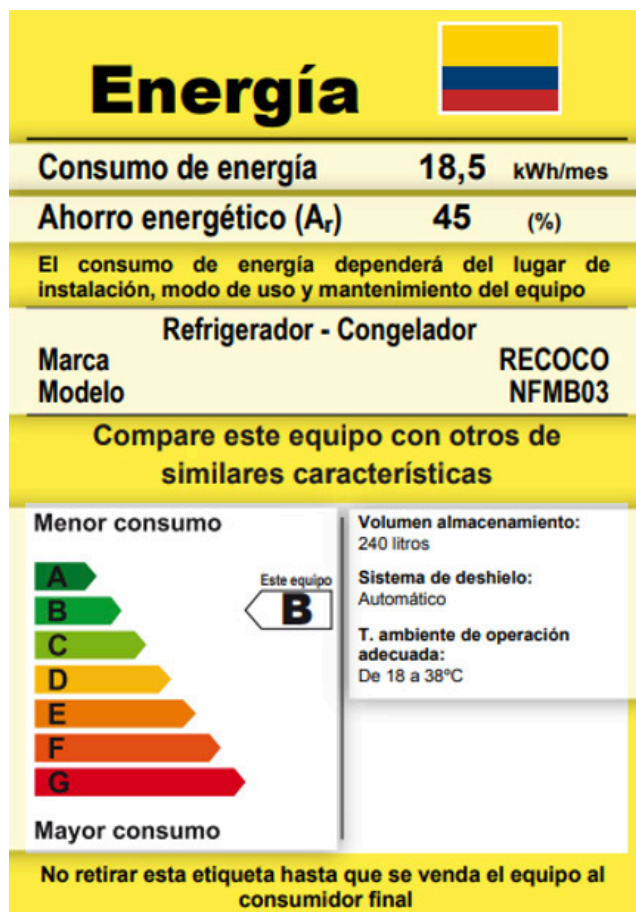 Energía
Consumo de energía 18,5 kWh/mes
Ahorro energético (Ar) 45 (%)
El consumo de energía dependerá del lugar de
instalación, modo de uso y mantenimiento del equipo
Refrigerador - Congelador
Marca RECOCO
Modelo NFMB03
Compare este equipo con otros de
similares características
Menor consumo
A
B
C
D
E
F
G
Mayor consumo
Este equipo
B
Volumen almacenamiento:
240 litros
Sistema de deshielo:
Automático
T. ambiente de operación
adecuada:
De 18 a 38ºC
No retirar esta etiqueta hasta que se venda el equipo al
consumidor final